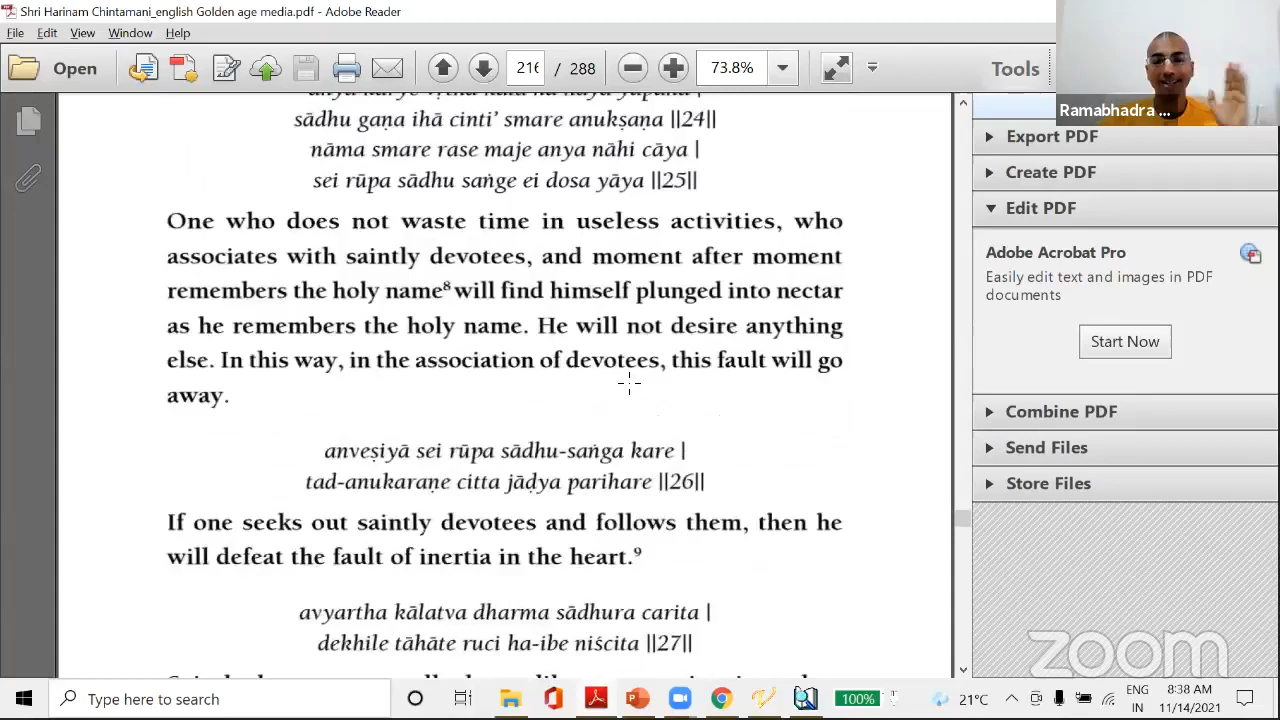 Shri Harinam Chintamani_english Golden age media.pdf - Adobe Reader
File Edit View Window Help
Open 216 / 288 73.8% Tools
Ramabhadra ...
sādhu gaṇa ihā cinti’ smare anukṣaṇa ||24||
nāma smare rase maje anya nāhi cāya |
sei rūpa sādhu saṅge ei dosa yāya ||25||
One who does not waste time in useless activities, who
associates with saintly devotees, and moment after moment
remembers the holy name⁸ will find himself plunged into nectar
as he remembers the holy name. He will not desire anything
else. In this way, in the association of devotees, this fault will go
away.
anveṣiyā sei rūpa sādhu-saṅga kare |
tad-anukaraṇe citta jāḍya parihare ||26||
If one seeks out saintly devotees and follows them, then he
will defeat the fault of inertia in the heart.⁹
avyartha kālatva dharma sādhura carita |
dekhile tāhāte ruci ha-ibe niścita ||27||
Export PDF
Create PDF
Edit PDF
Adobe Acrobat Pro
Easily edit text and images in PDF
documents
Start Now
Combine PDF
Send Files
Store Files
zoom
Type here to search
100%
21°C
ENG
IN
8:38 AM
11/14/2021